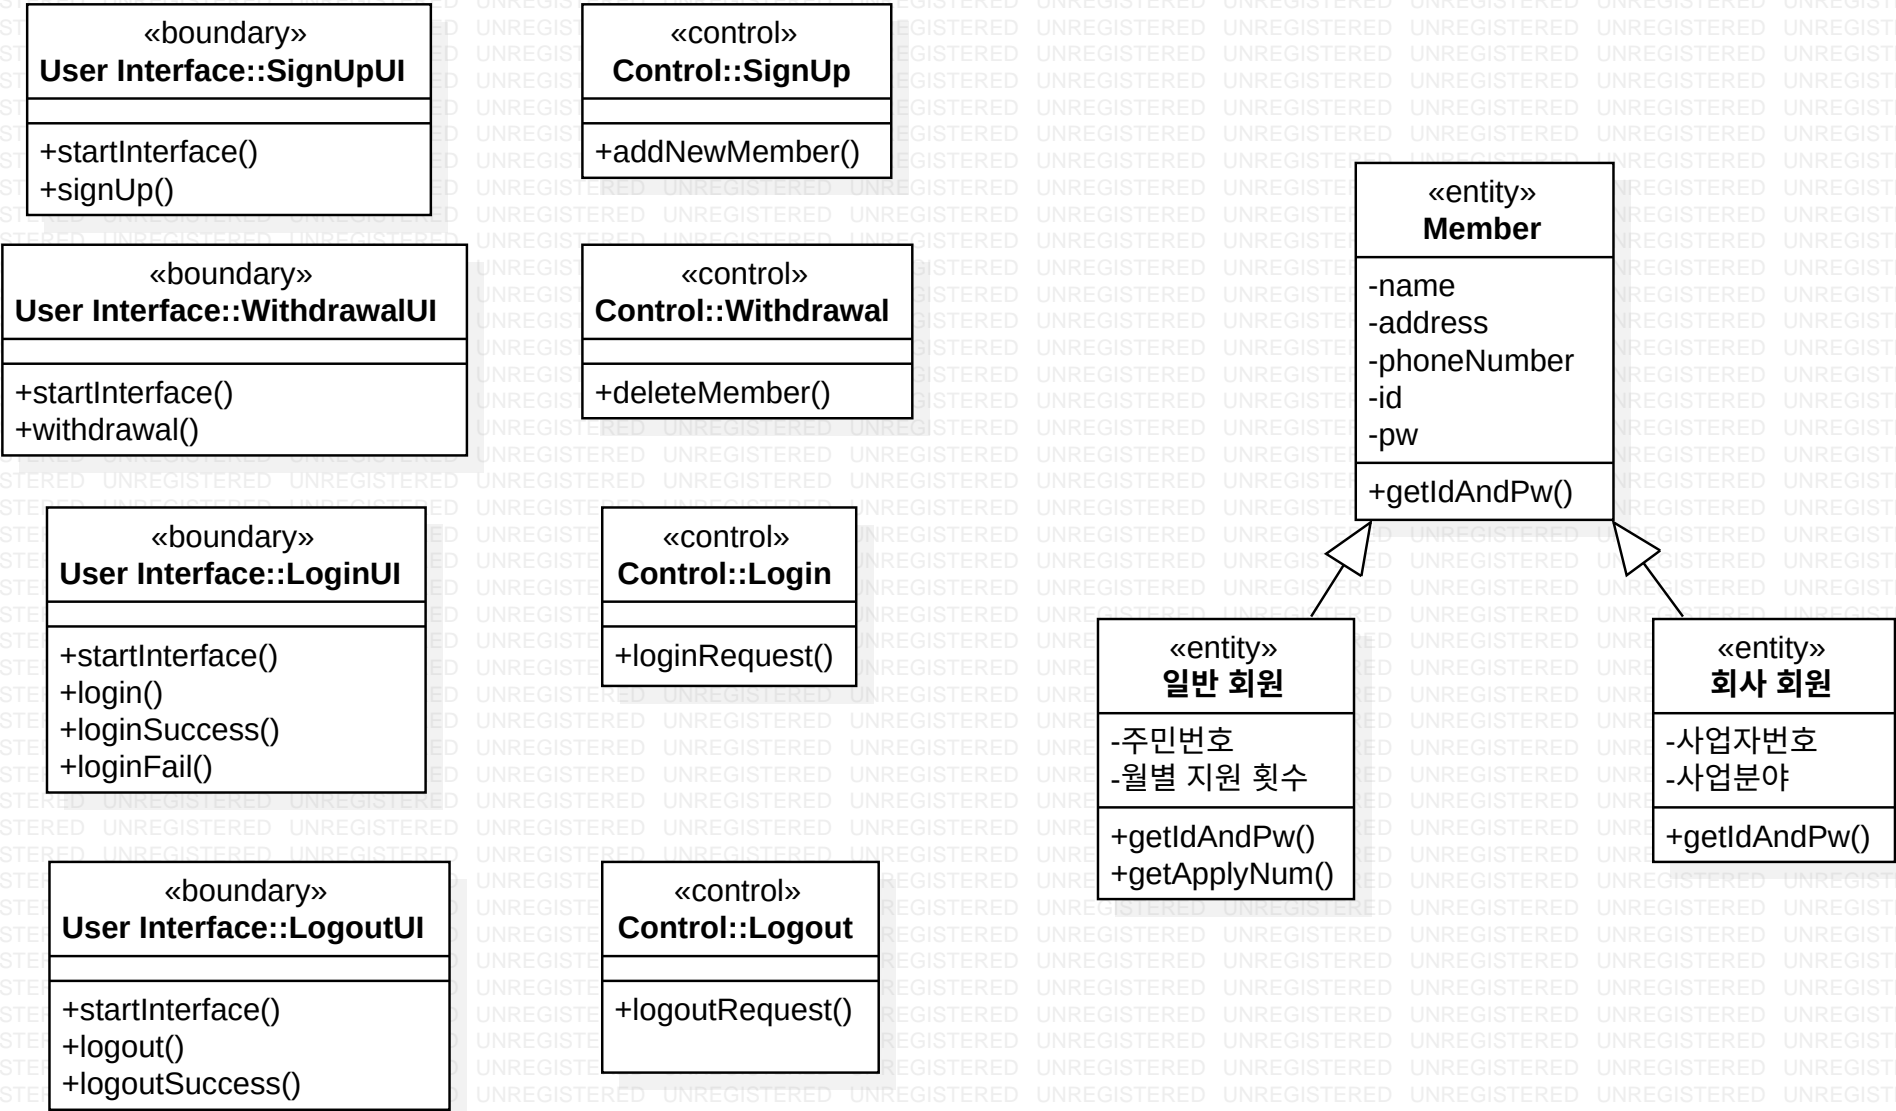 «boundary»
User Interface::SignUpUI
+startInterface()
+signUp()
«control»
Control::SignUp
+addNewMember()
«boundary»
User Interface::WithdrawalUI
+startInterface()
+withdrawal()
«control»
Control::Withdrawal
+deleteMember()
«entity»
Member
-name
-address
-phoneNumber
-id
-pw
+getIdAndPw()
«boundary»
User Interface::LoginUI
+startInterface()
+login()
+loginSuccess()
+loginFail()
«control»
Control::Login
+loginRequest()
«entity»
일반 회원
-주민번호
-월별 지원 횟수
+getIdAndPw()
+getApplyNum()
«entity»
회사 회원
-사업자번호
-사업분야
+getIdAndPw()
«boundary»
User Interface::LogoutUI
+startInterface()
+logout()
+logoutSuccess()
«control»
Control::Logout
+logoutRequest()
UNREGISTERED